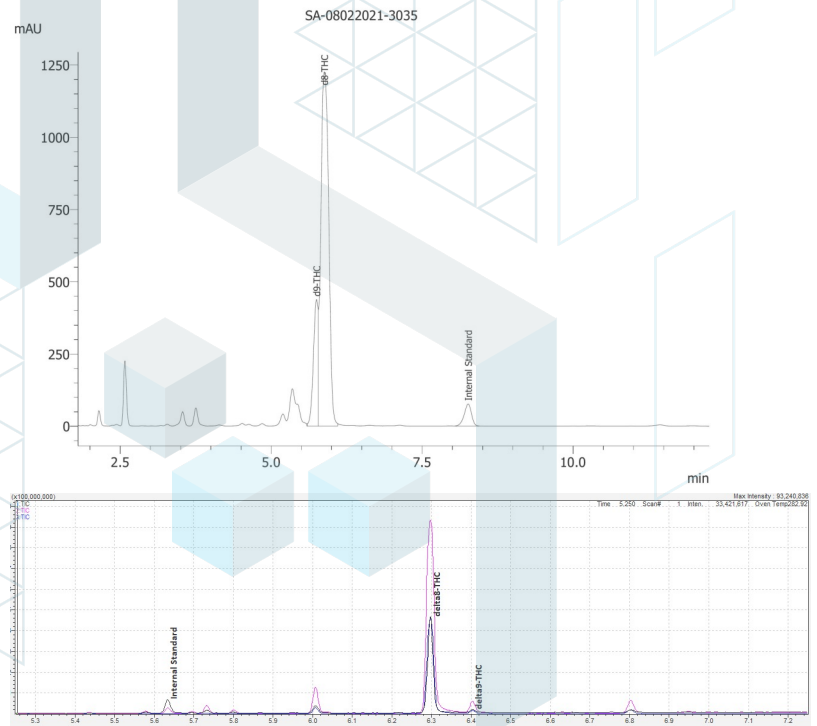 SA-08022021-3035
mAU
1250
1000
750
500
250
0
d9-THC
d8-THC
Internal Standard
2.5 5.0 7.5 10.0
min
(x100,000,000)
Max Intensity : 93,240,836
Time 5.250 Scan# 1 Inten. 33,421,617 Oven Temp 282.92
Internal Standard
delta8-THC
delta9-THC
5.3 5.4 5.5 5.6 5.7 5.8 5.9 6.0 6.1 6.2 6.3 6.4 6.5 6.6 6.7 6.8 6.9 7.0 7.1 7.2